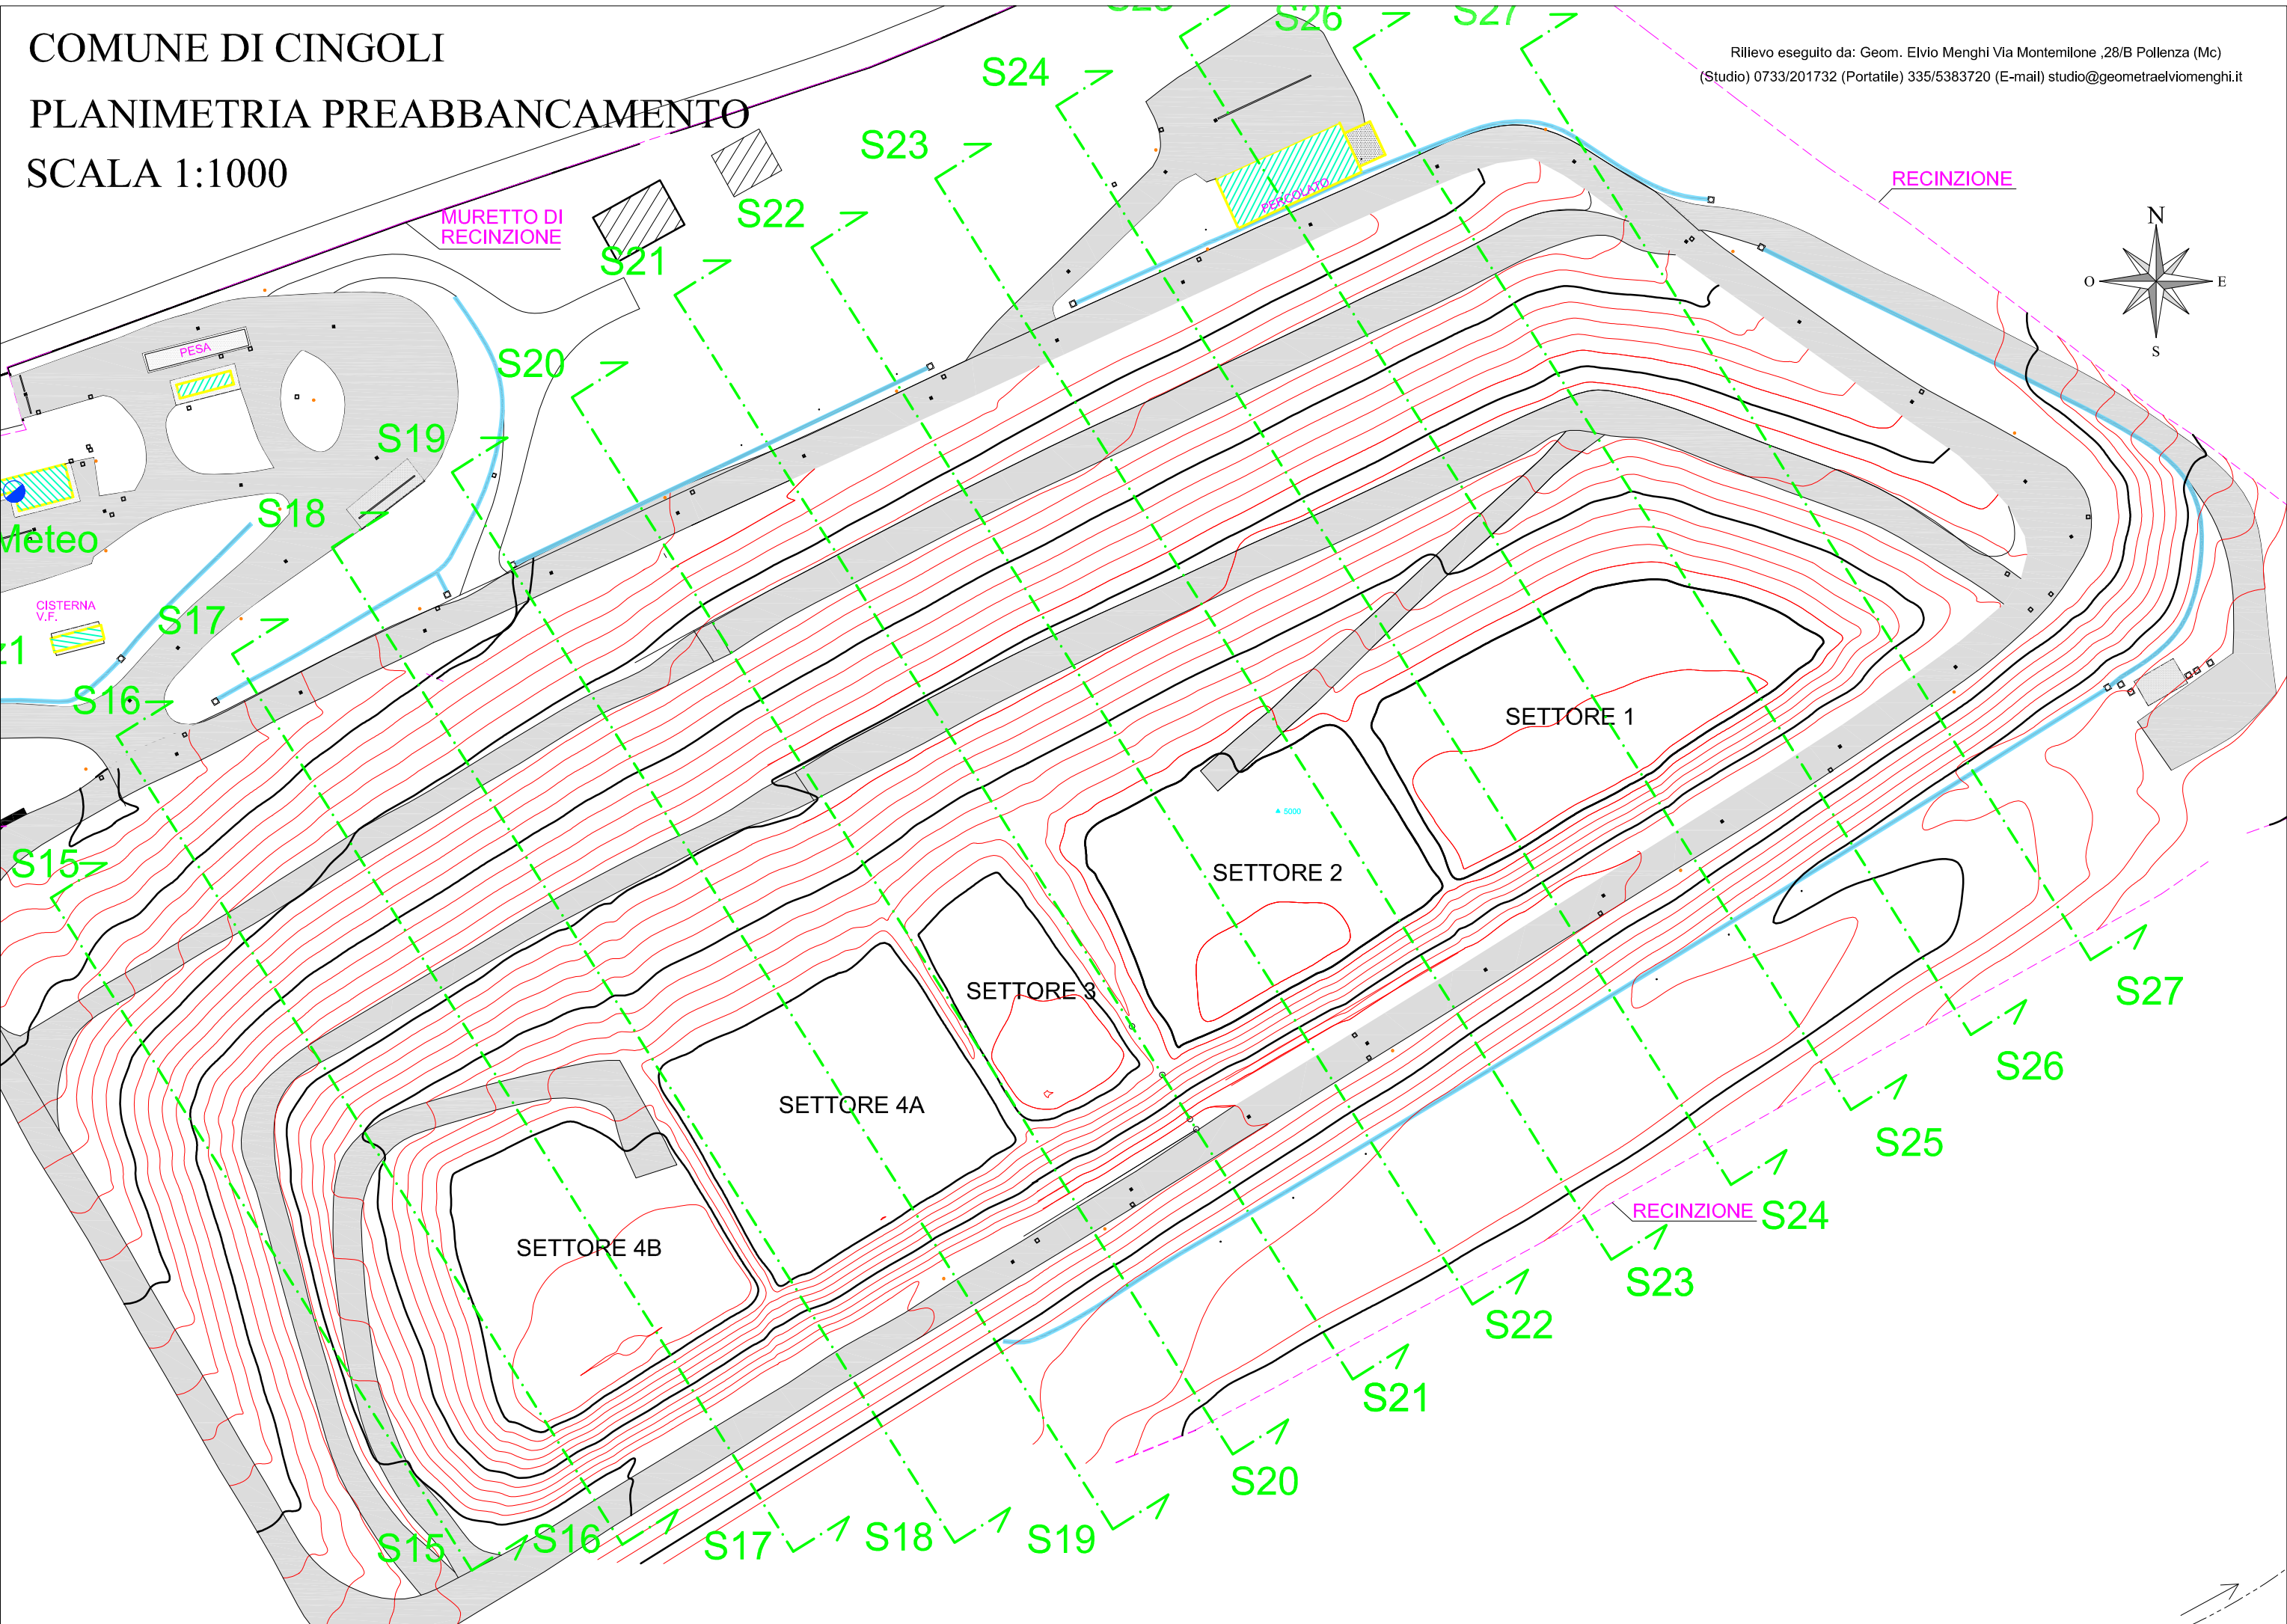 COMUNE DI CINGOLI
PLANIMETRIA PREABBANCAMENTO
SCALA 1:1000
Rilievo eseguito da: Geom. Elvio Menghi Via Montemilone ,28/B Pollenza (Mc)
(Studio) 0733/201732 (Portatile) 335/5383720 (E-mail) studio@geometraelviomenghi.it
S26
S27
S24
S23
S22
S21
S20
S19
S18
S17
S16
S15
RECINZIONE
MURETTO DI
RECINZIONE
PERCOLATO
N
O
E
S
PESA
Meteo
CISTERNA
V.F.
SETTORE 1
5000
SETTORE 2
SETTORE 3
SETTORE 4A
SETTORE 4B
RECINZIONE
S27
S26
S25
S24
S23
S22
S21
S20
S19
S18
S17
S16
S15